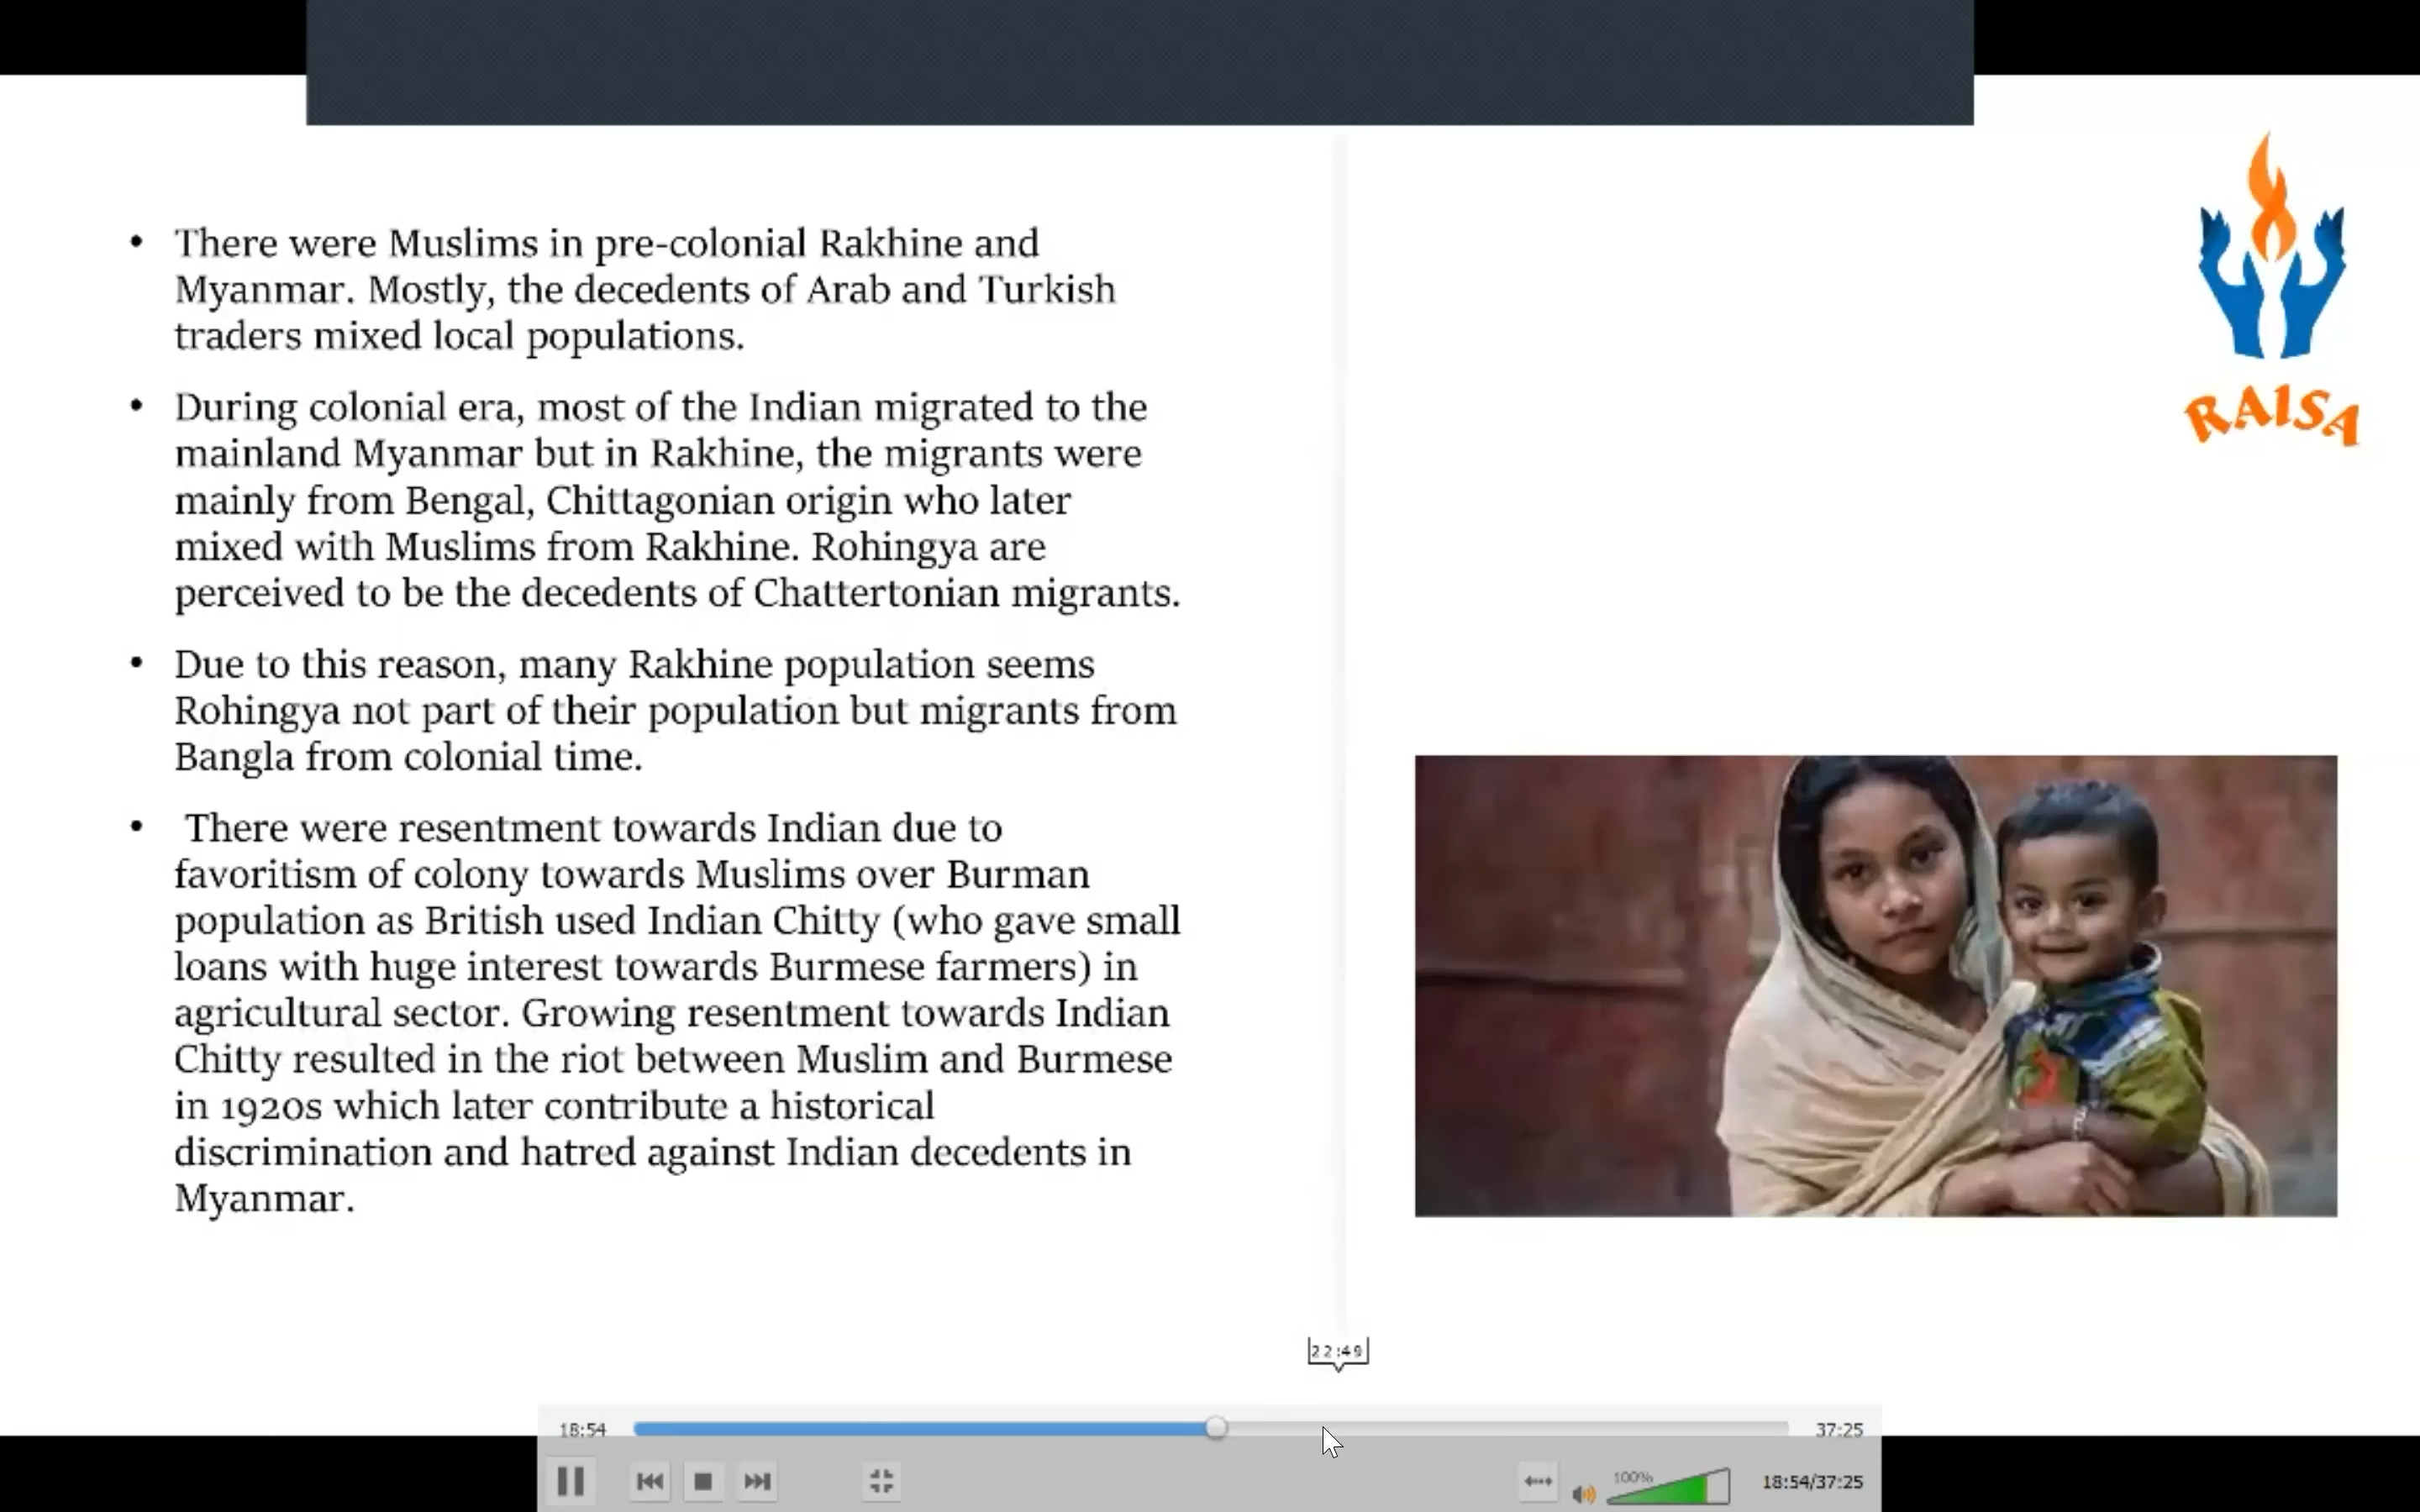 • There were Muslims in pre-colonial Rakhine and
Myanmar. Mostly, the decedents of Arab and Turkish
traders mixed local populations.
• During colonial era, most of the Indian migrated to the
mainland Myanmar but in Rakhine, the migrants were
mainly from Bengal, Chittagonian origin who later
mixed with Muslims from Rakhine. Rohingya are
perceived to be the decedents of Chattertonian migrants.
• Due to this reason, many Rakhine population seems
Rohingya not part of their population but migrants from
Bangla from colonial time.
• There were resentment towards Indian due to
favoritism of colony towards Muslims over Burman
population as British used Indian Chitty (who gave small
loans with huge interest towards Burmese farmers) in
agricultural sector. Growing resentment towards Indian
Chitty resulted in the riot between Muslim and Burmese
in 1920s which later contribute a historical
discrimination and hatred against Indian decedents in
Myanmar.
RAISA
22:49
18:54
37:25
100%
18:54/37:25